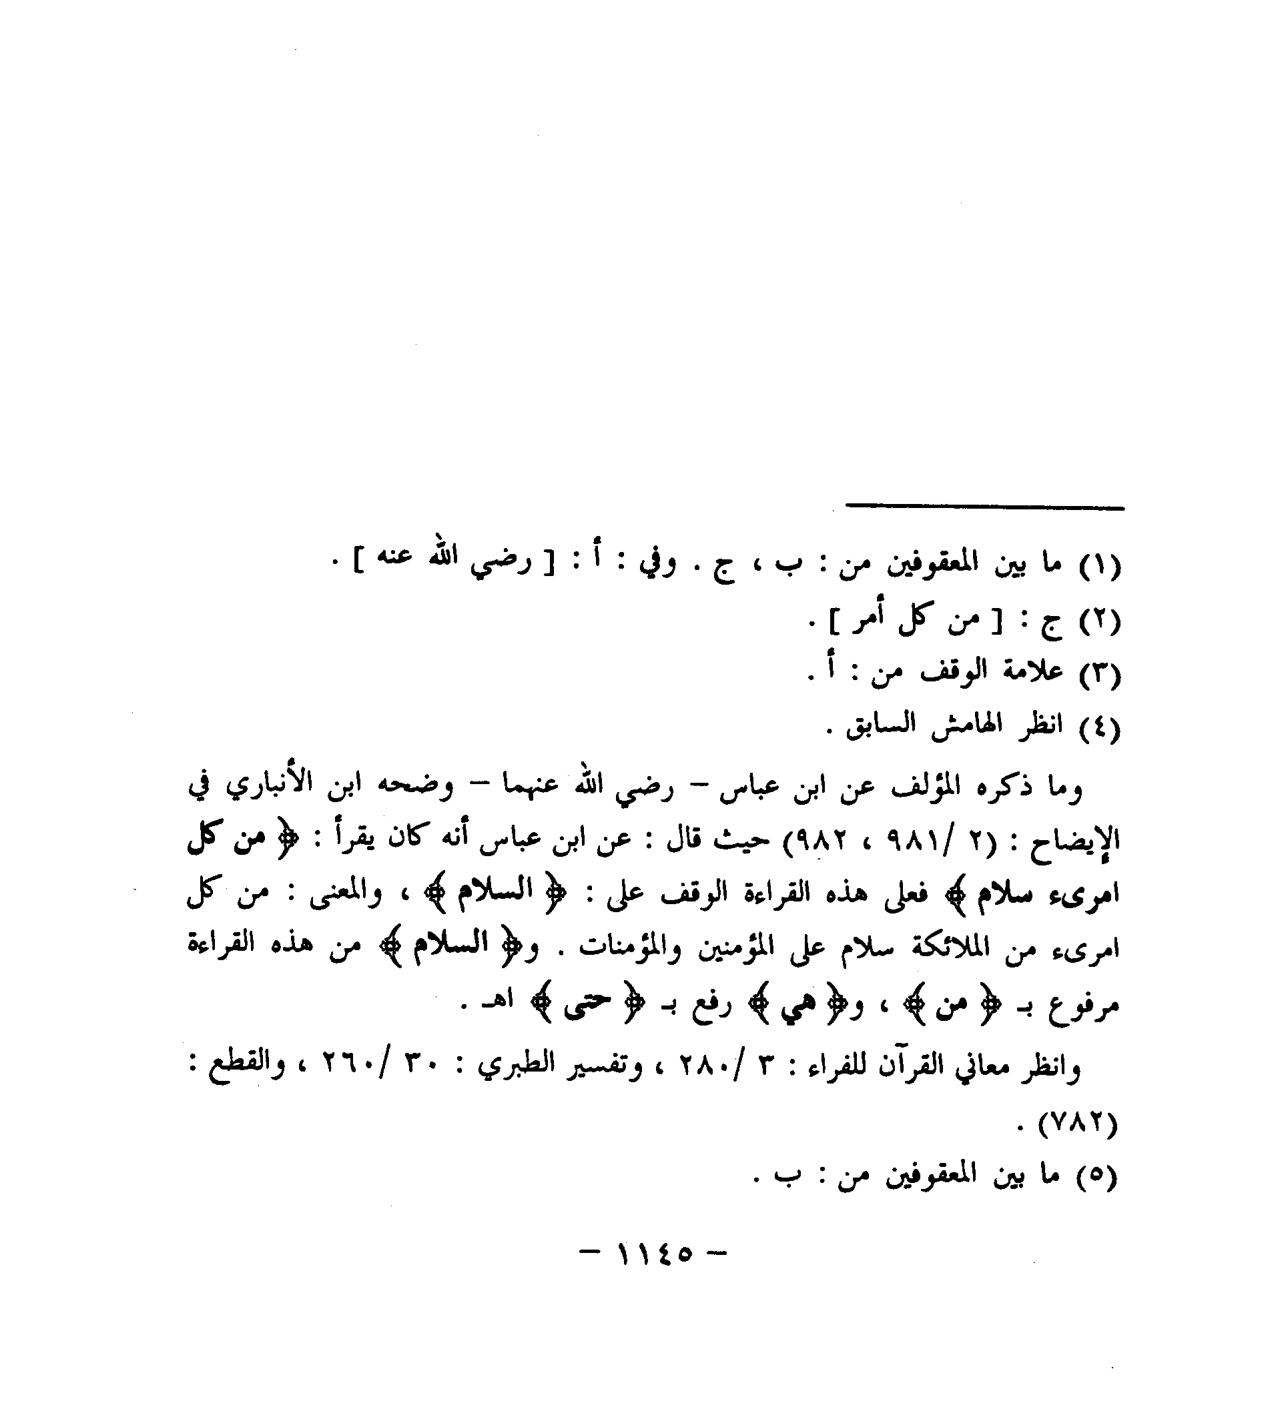 (١) ما بين المعقوفين من : ب ، ج . وفي : أ : [ رضي الله عنه ] .
(٢) ج : [ من كل أمر ] .
(٣) علامة الوقف من : أ .
(٤) انظر الهامش السابق .
وما ذكره المؤلف عن ابن عباس – رضي الله عنهما – وضحه ابن الأنباري في
الإيضاح : (٢ /٩٨١ ، ٩٨٢) حيث قال : عن ابن عباس أنه كان يقرأ : ﴿ من كل
امرىء سلام ﴾ فعلى هذه القراءة الوقف على : ﴿ السلام ﴾ ، والمعنى : من كل
امرىء من الملائكة سلام على المؤمنين والمؤمنات . و﴿ السلام ﴾ من هذه القراءة
مرفوع بـ ﴿ من ﴾ ، و﴿ هي ﴾ رفع بـ ﴿ حتى ﴾ اهـ .
وانظر معاني القرآن للفراء : ٣ /٢٨٠ ، وتفسير الطبري : ٣٠ /٢٦٠ ، والقطع :
(٧٨٢) .
(٥) ما بين المعقوفين من : ب .
– ١١٤٥ –